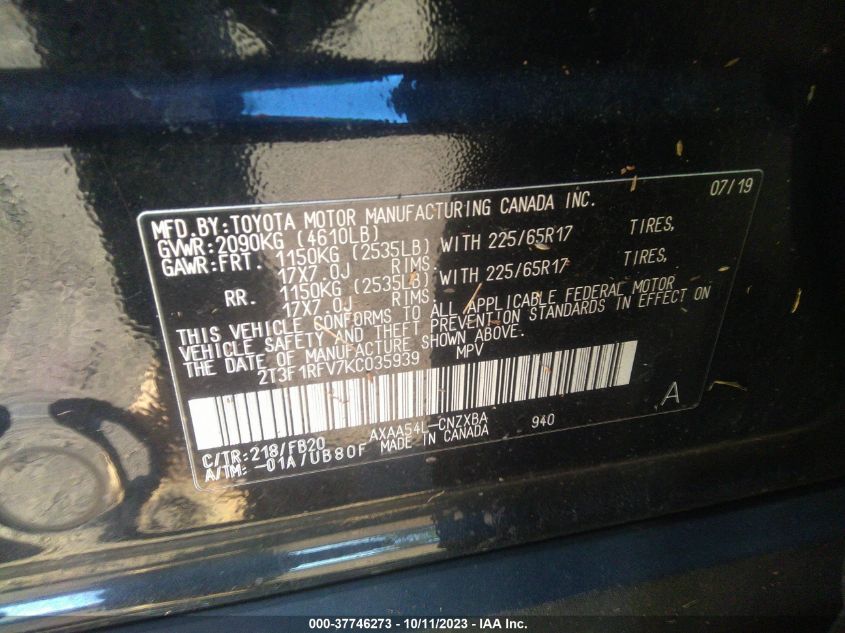 07/19
MFD.BY:TOYOTA MOTOR MANUFACTURING CANADA INC.
GVWR:2090KG (4610LB)
GAWR:FRT. 1150KG (2535LB) WITH 225/65R17 TIRES,
17X7.0J RIMS
RR. 1150KG (2535LB) WITH 225/65R17 TIRES,
17X7.0J RIMS
THIS VEHICLE CONFORMS TO ALL APPLICABLE FEDERAL MOTOR
VEHICLE SAFETY AND THEFT PREVENTION STANDARDS IN EFFECT ON
THE DATE OF MANUFACTURE SHOWN ABOVE.
2T3F1RFV7KC035939 MPV
A
C/TR:218/FB20 AXAA54L-CNZXBA 940
A/TM:-01A/UB80F MADE IN CANADA
000-37746273 - 10/11/2023 - IAA Inc.